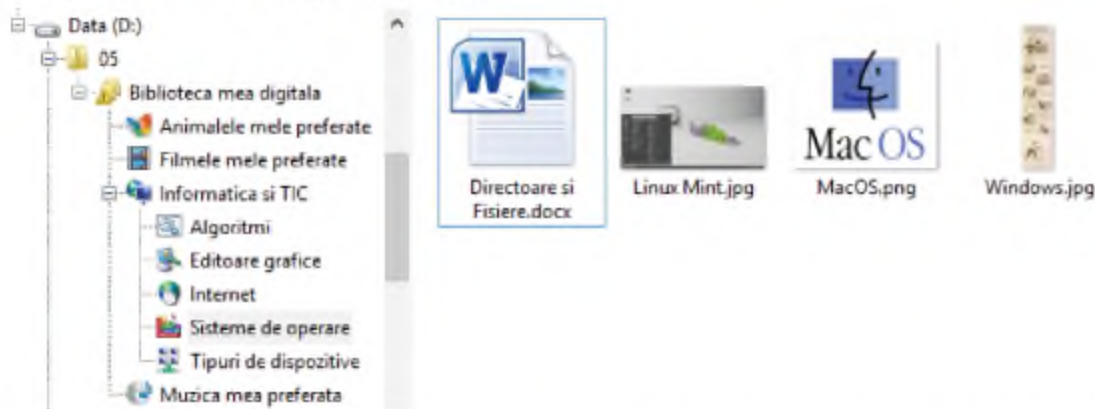 Data (D:)
05
Biblioteca mea digitala
Animalele mele preferate
Filmele mele preferate
Informatica si TIC
Algoritmi
Editoare grafice
Internet
Sisteme de operare
Tipuri de dispozitive
Muzica mea preferata
W
Mac OS
Directoare si
Fisiere.docx
Linux Mint.jpg
MacOS.png
Windows.jpg